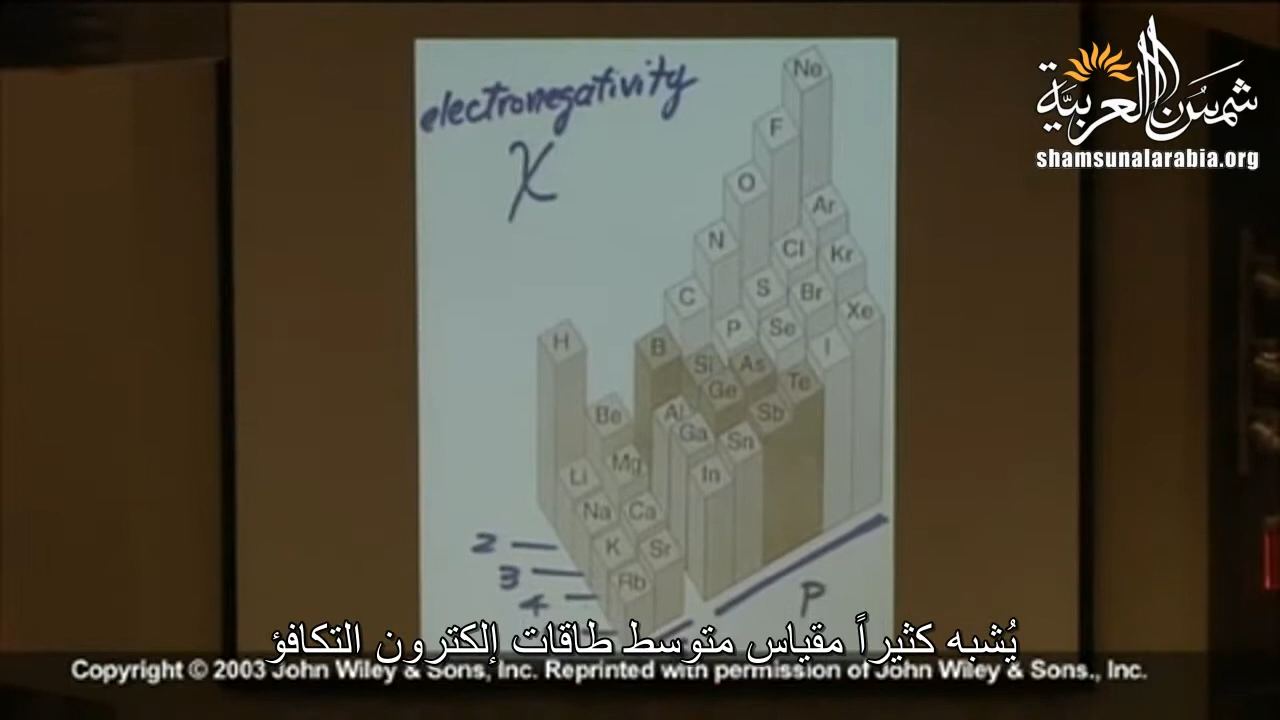 شمس العربية
shamsunalarabia.org
electronegativity
χ
Ne
F
O
Ar
N
Cl
Kr
C
S
Br
Xe
H
B
P
Se
I
Si
As
Ge
Te
Be
Al
Sb
Ga
Sn
Li
Mg
In
Na
Ca
2
K
Sr
3
Rb
4
P
يُشبه كثيراً مقياس متوسط طاقات إلكترون التكافؤ
Copyright © 2003 John Wiley & Sons, Inc. Reprinted with permission of John Wiley & Sons., Inc.